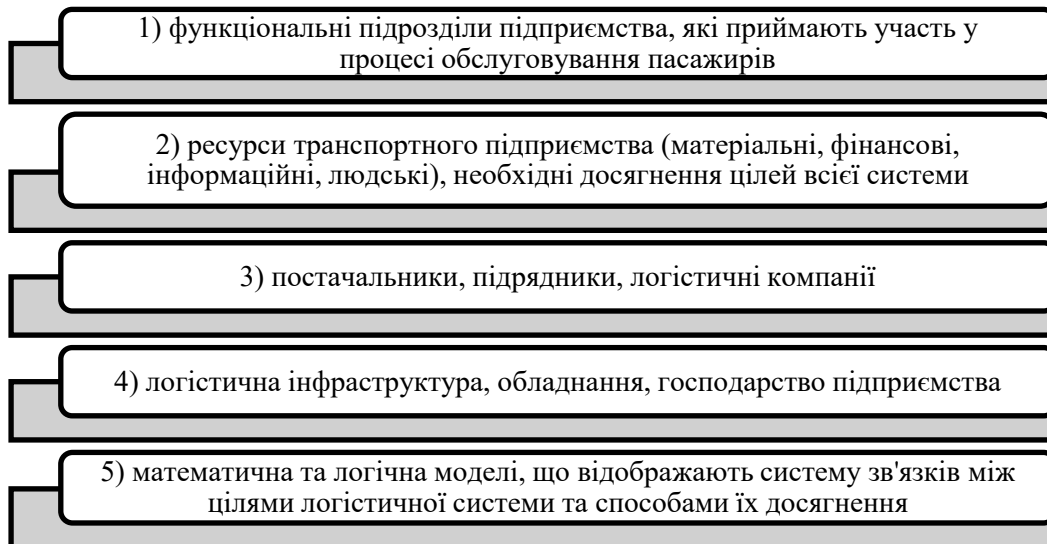 1) функціональні підрозділи підприємства, які приймають участь у
процесі обслуговування пасажирів
2) ресурси транспортного підприємства (матеріальні, фінансові,
інформаційні, людські), необхідні досягнення цілей всієї системи
3) постачальники, підрядники, логістичні компанії
4) логістична інфраструктура, обладнання, господарство підприємства
5) математична та логічна моделі, що відображають систему зв'язків між
цілями логістичної системи та способами їх досягнення